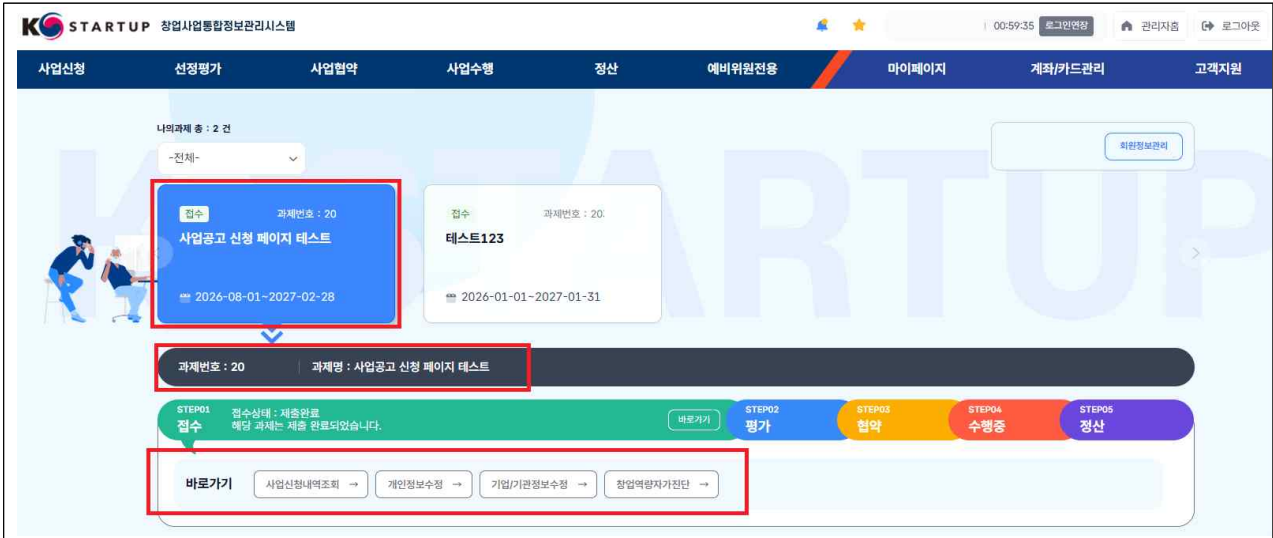 K STARTUP 창업사업통합정보관리시스템
00:59:35 로그인연장 관리자홈 로그아웃
사업신청 선정평가 사업협약 사업수행 정산 예비위원전용 마이페이지 계좌/카드관리 고객지원
나의과제 총 : 2 건
-전체-
회원정보관리
접수 과제번호 : 20
사업공고 신청 페이지 테스트
2026-08-01~2027-02-28
접수 과제번호 : 20
테스트123
2026-01-01~2027-01-31
K STARTUP
과제번호 : 20 과제명 : 사업공고 신청 페이지 테스트
STEP01 접수
접수상태 : 제출완료
해당 과제는 제출 완료되었습니다.
바로가기
STEP02 평가
STEP03 협약
STEP04 수행중
STEP05 정산
바로가기 사업신청내역조회 → 개인정보수정 → 기업/기관정보수정 → 창업역량자가진단 →